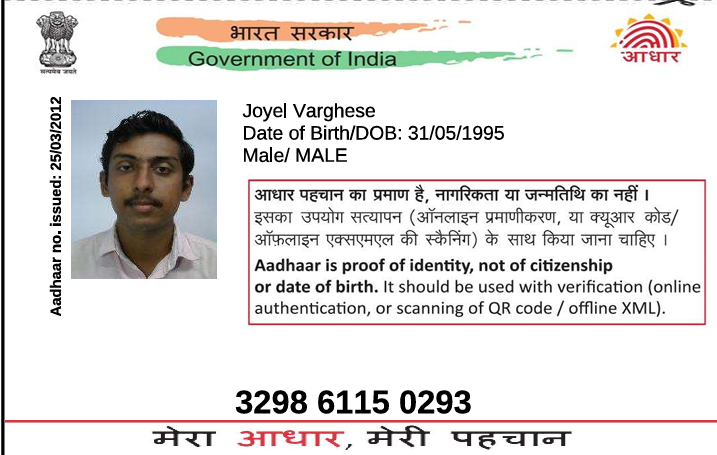 भारत सरकार
Government of India
सत्यमेव जयते
आधार
Aadhaar no. issued: 25/03/2012
Joyel Varghese
Date of Birth/DOB: 31/05/1995
Male/ MALE
आधार पहचान का प्रमाण है, नागरिकता या जन्मतिथि का नहीं ।
इसका उपयोग सत्यापन (ऑनलाइन प्रमाणीकरण, या क्यूआर कोड/
ऑफ़लाइन एक्सएमएल की स्कैनिंग) के साथ किया जाना चाहिए ।
Aadhaar is proof of identity, not of citizenship
or date of birth. It should be used with verification (online
authentication, or scanning of QR code / offline XML).
3298 6115 0293
मेरा आधार, मेरी पहचान